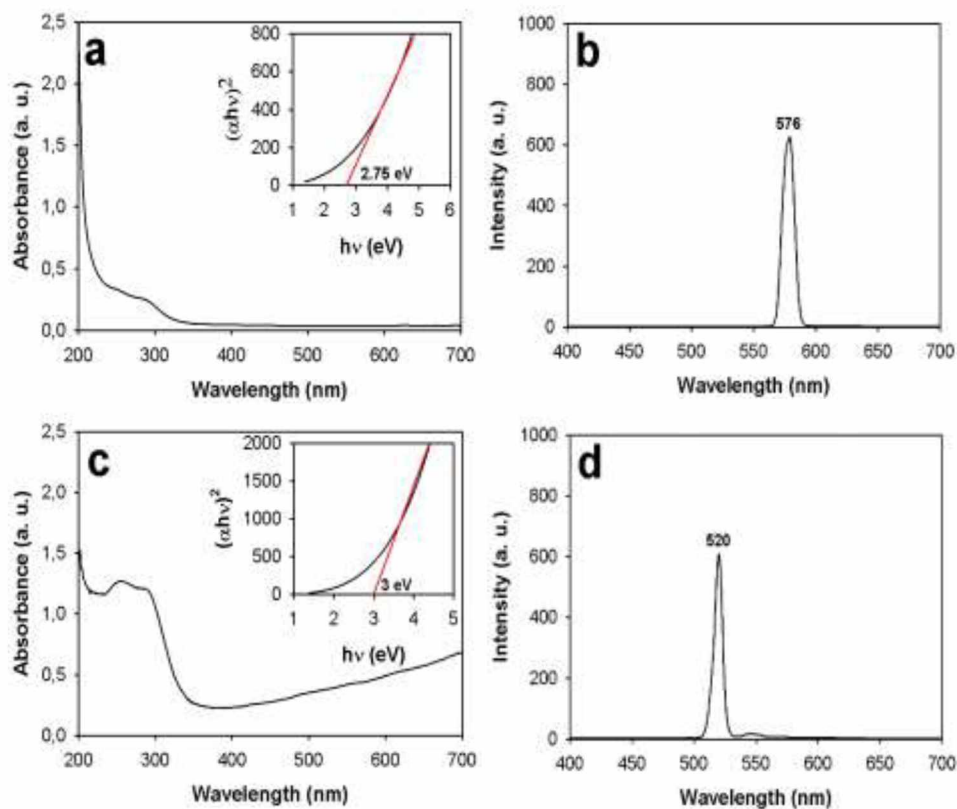 a
Absorbance (a. u.)
2,5
2,0
1,5
1,0
0,5
0,0
200 300 400 500 600 700
Wavelength (nm)
(αhν)²
800
600
400
200
0
2.75 eV
1 2 3 4 5 6
hν (eV)
b
Intensity (a. u.)
1000
800
600
400
200
0
576
400 450 500 550 600 650 700
Wavelength (nm)
c
Absorbance (a. u.)
2,5
2,0
1,5
1,0
0,5
0,0
200 300 400 500 600 700
Wavelength (nm)
(αhν)²
2000
1500
1000
500
0
3 eV
1 2 3 4 5
hν (eV)
d
Intensity (a. u.)
1000
800
600
400
200
0
520
400 450 500 550 600 650 700
Wavelength (nm)